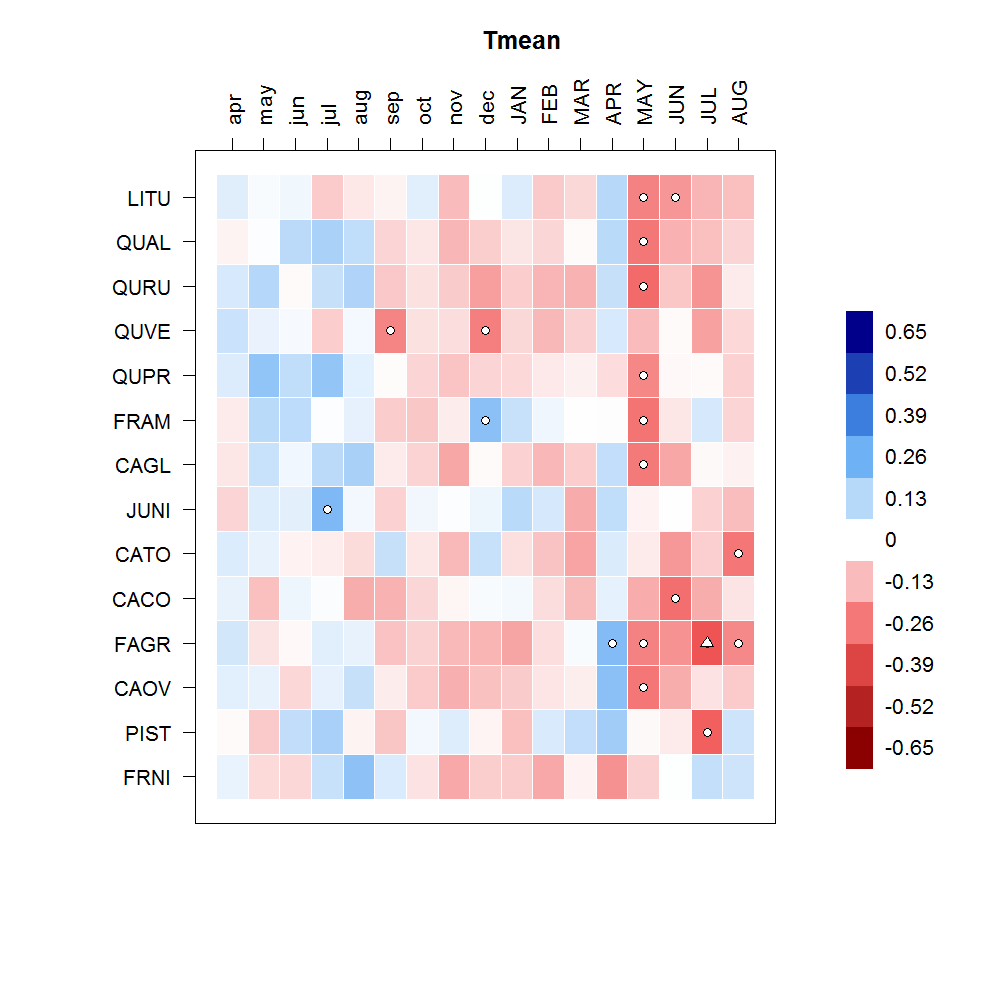 Tmean
apr may jun jul aug sep oct nov dec JAN FEB MAR APR MAY JUN JUL AUG
LITU
QUAL
QURU
QUVE
QUPR
FRAM
CAGL
JUNI
CATO
CACO
FAGR
CAOV
PIST
FRNI
0.65
0.52
0.39
0.26
0.13
0
-0.13
-0.26
-0.39
-0.52
-0.65